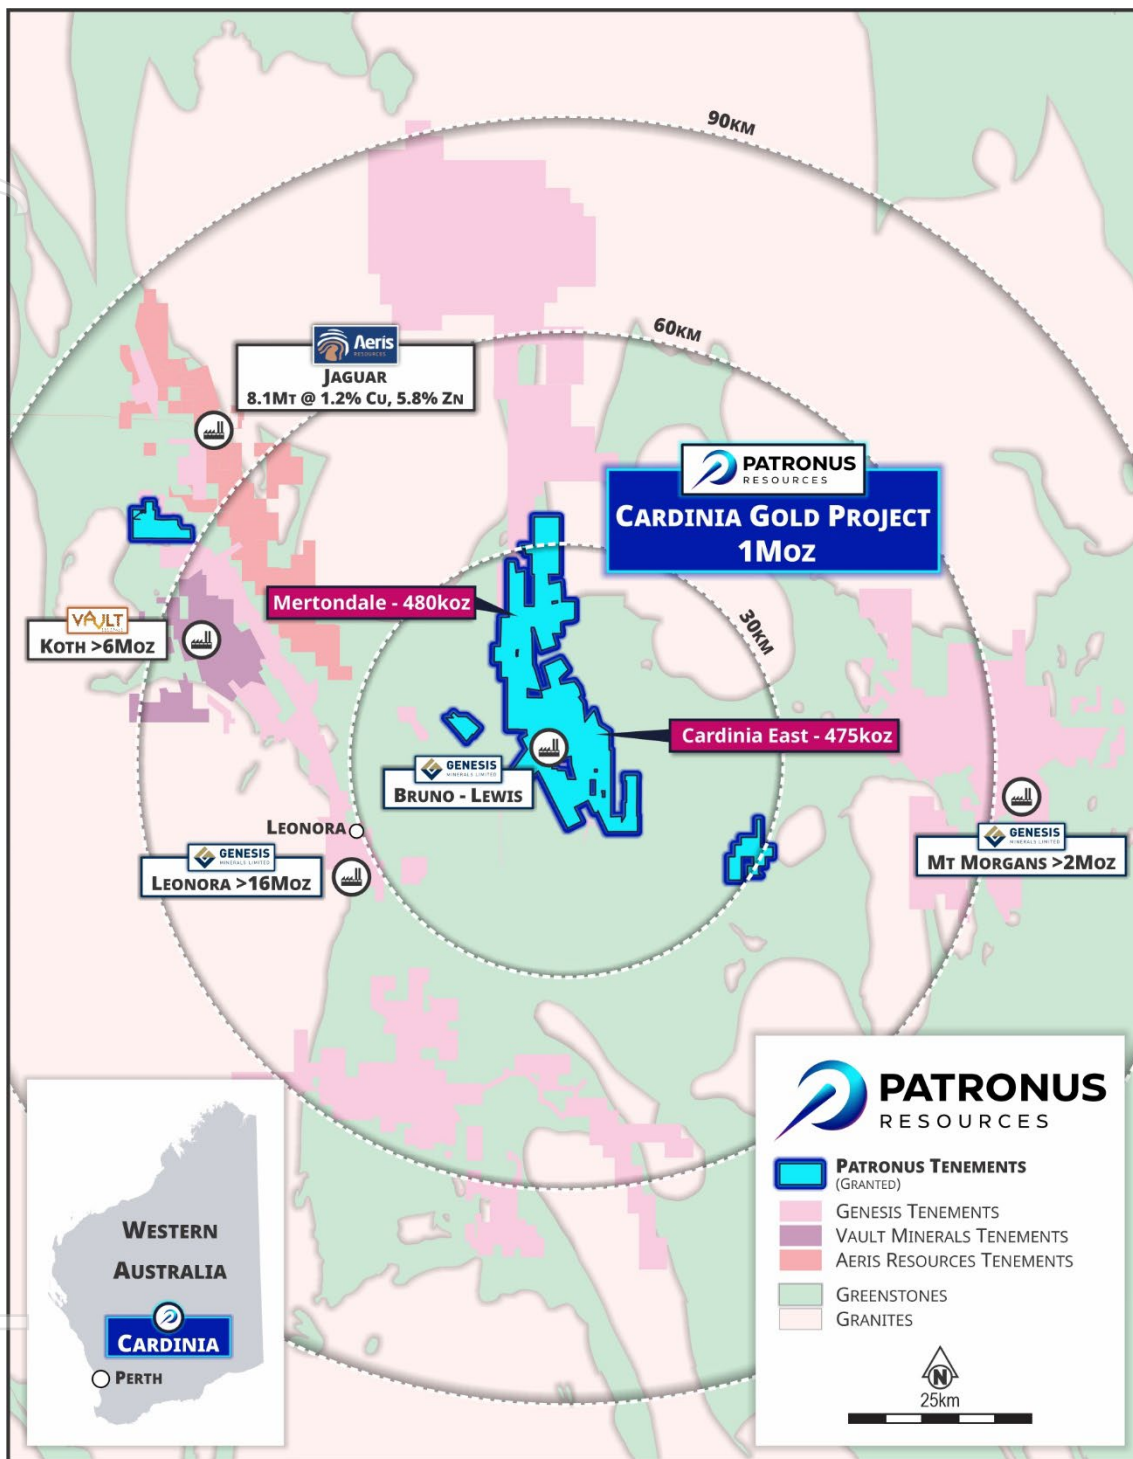 90KM
60KM
Aeris
RESOURCES
JAGUAR
8.1MT @ 1.2% CU, 5.8% ZN
PATRONUS
RESOURCES
CARDINIA GOLD PROJECT
1MOZ
Mertondale - 480koz
30KM
VAULT
KOTH >6MOZ
Cardinia East - 475koz
GENESIS
MINERALS LIMITED
BRUNO - LEWIS
LEONORA
GENESIS
MINERALS LIMITED
LEONORA >16MOZ
GENESIS
MINERALS LIMITED
MT MORGANS >2MOZ
WESTERN
AUSTRALIA
CARDINIA
PERTH
PATRONUS
RESOURCES
PATRONUS TENEMENTS
(GRANTED)
GENESIS TENEMENTS
VAULT MINERALS TENEMENTS
AERIS RESOURCES TENEMENTS
GREENSTONES
GRANITES
N
25km